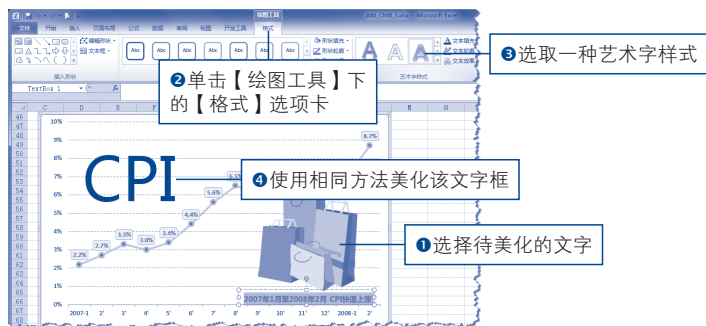 绘图工具
A08_Ch08_3.xlsx - Microsoft Excel
文件 开始 插入 页面布局 公式 数据 审阅 视图 开发工具 格式
编辑形状
文本框
Abc Abc Abc Abc Abc Abc
形状填充
形状轮廓
A A A
文本填充
文本轮廓
文本效果
插入形状
艺术字样式
TextBox 1
fx
❸选取一种艺术字样式
❷单击【绘图工具】下
的【格式】选项卡
C D E F M N
46
47
48
49
50
51
52
53
54
55
56
57
58
59
60
61
62
63
64
65
66
67
68
10%
9%
8%
7%
6%
5%
4%
3%
2%
1%
0%
CPI
❹使用相同方法美化该文字框
❶选择待美化的文字
2.2% 2.7% 3.3% 3.0% 3.4% 4.4% 5.6% 6.5% 8.7%
shopping
2007年1月至2008年2月 CPI快速上涨
2007-1 2' 3' 4' 5' 6' 7' 8' 9' 10' 11' 12' 2008-1 2'